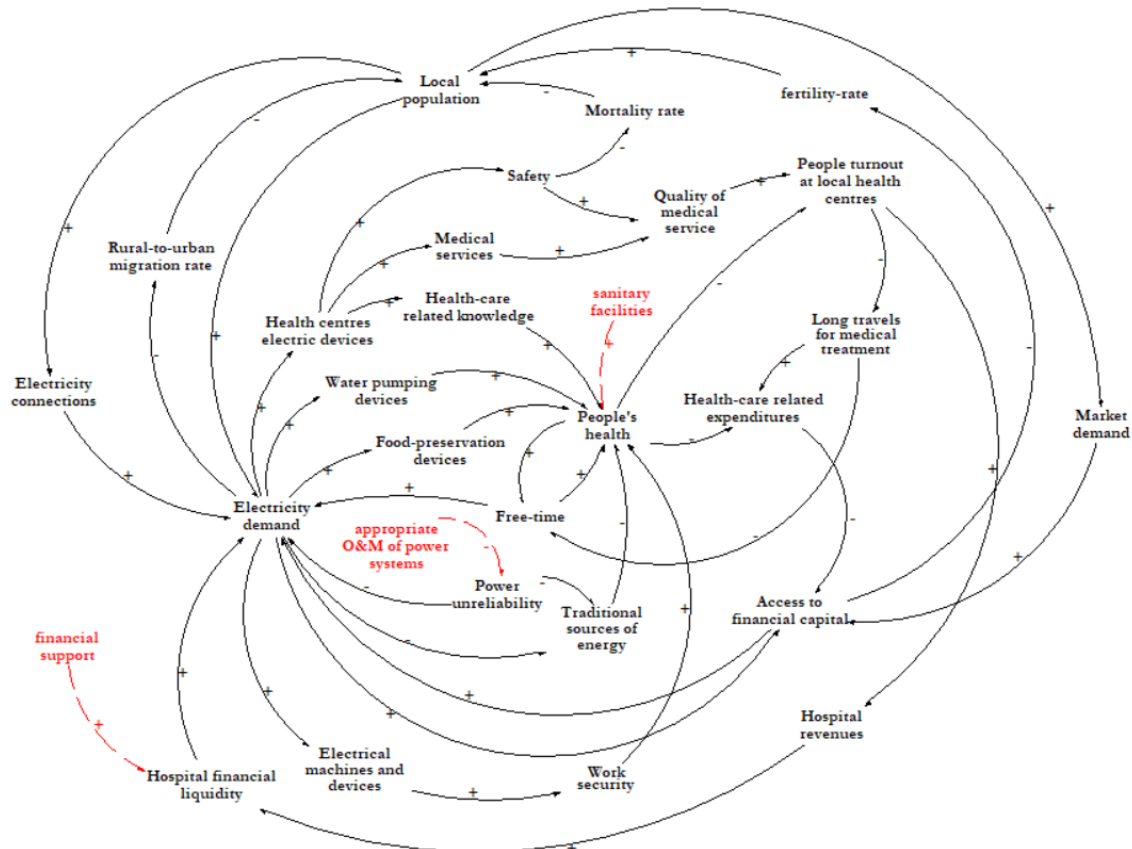 Local
population
Mortality rate
fertility-rate
Safety
People turnout
at local health
centres
Quality of
medical
service
Rural-to-urban
migration rate
Medical
services
Health-care
related knowledge
sanitary
facilities
Health centres
electric devices
Long travels
for medical
treatment
Electricity
connections
Water pumping
devices
People's
health
Health-care related
expenditures
Market
demand
Food-preservation
devices
Electricity
demand
Free-time
appropriate
O&M of power
systems
Power
unreliability
Traditional
sources of
energy
Access to
financial capital
financial
support
Hospital
revenues
Electrical
machines and
devices
Work
security
Hospital financial
liquidity